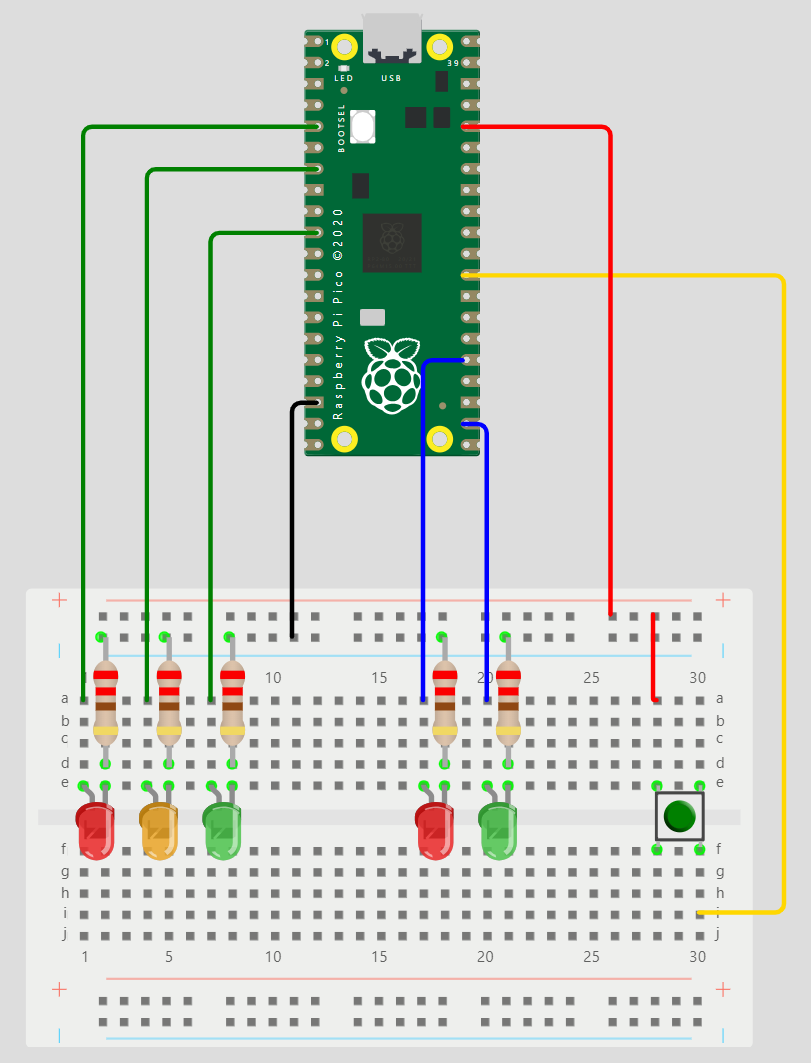 1
2
39
LED
USB
BOOTSEL
Raspberry Pi Pico ©2020
+ +
10 15 20 25 30
a a
b b
c c
d d
e e
f f
g g
h h
i i
j j
1 5 10 15 20 25 30
+ +